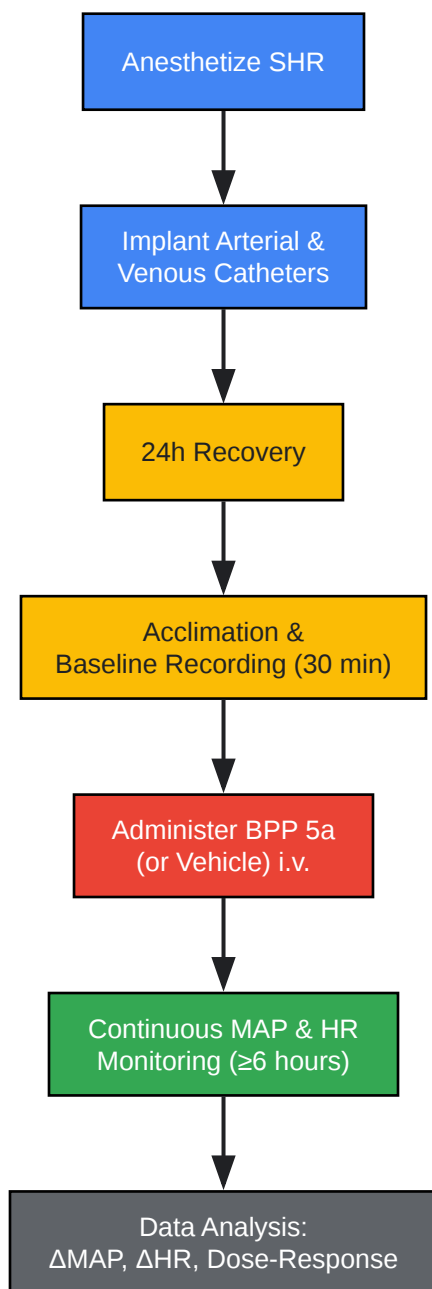 Anesthetize SHR
Implant Arterial &
Venous Catheters
24h Recovery
Acclimation &
Baseline Recording (30 min)
Administer BPP 5a
(or Vehicle) i.v.
Continuous MAP & HR
Monitoring (≥6 hours)
Data Analysis:
ΔMAP, ΔHR, Dose-Response